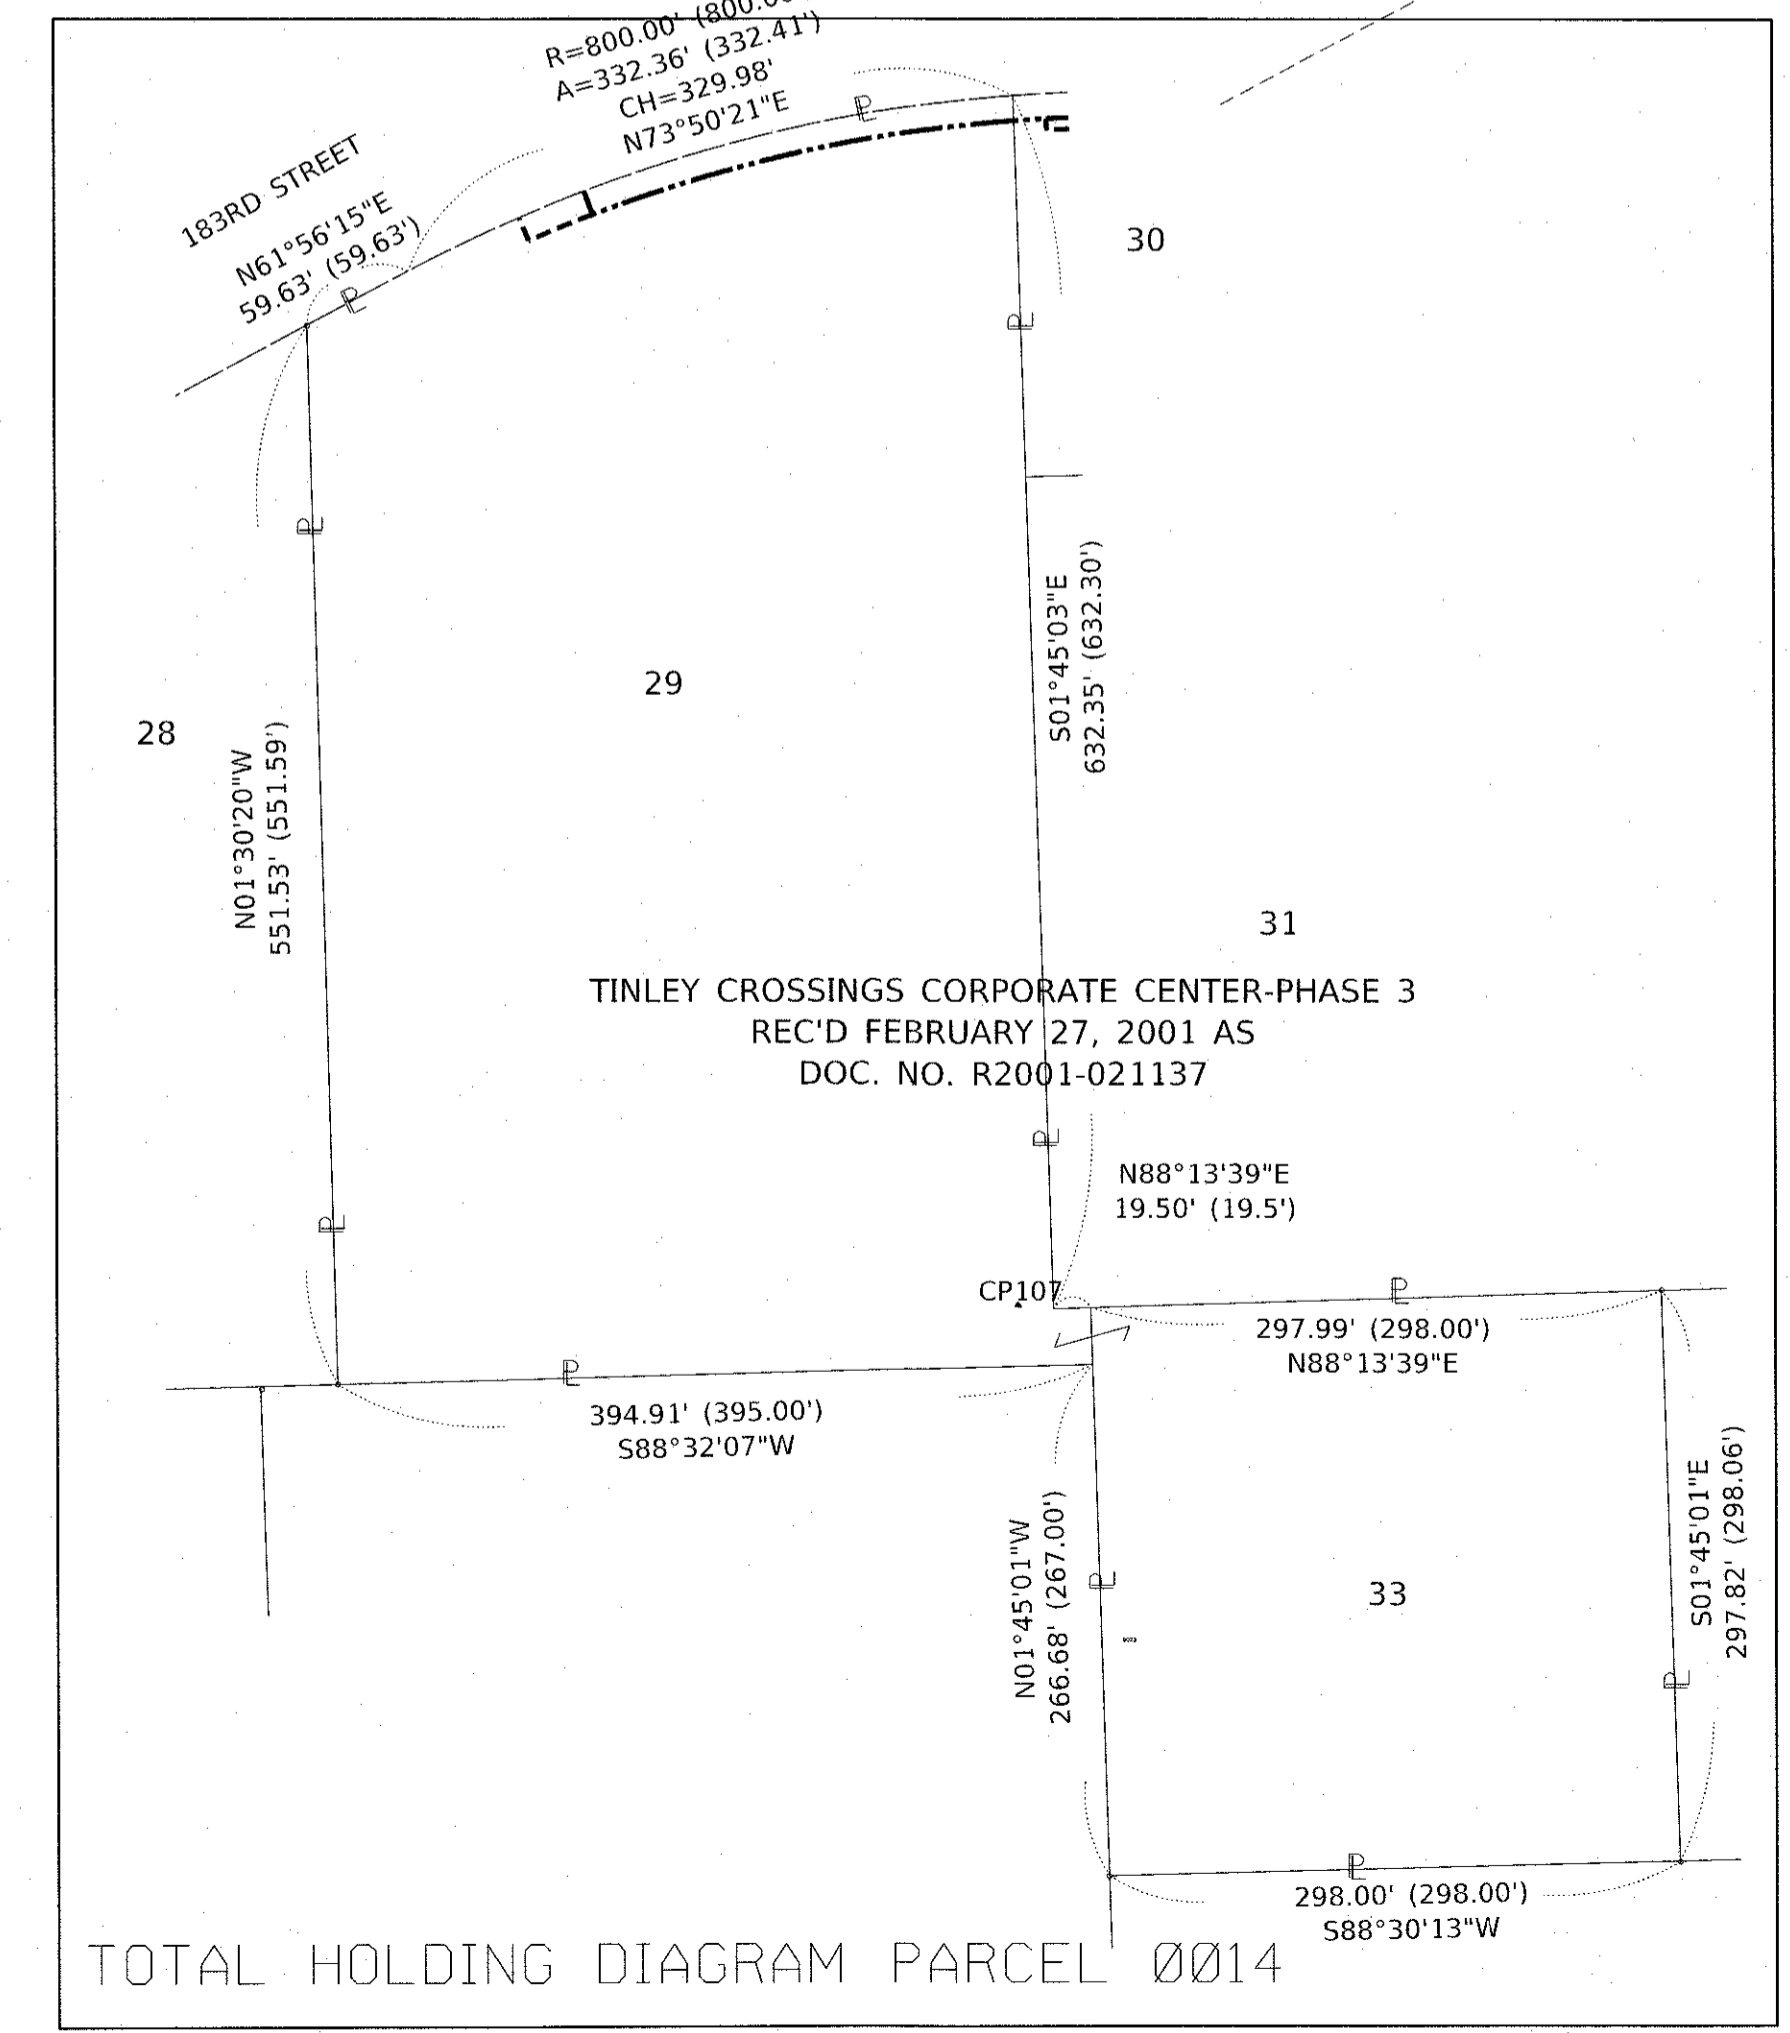 R=800.00'
A=332.36' (332.41')
CH=329.98'
N73°50'21"E
183RD STREET
N61°56'15"E
59.63' (59.63')
30
S01°45'03"E
632.35' (632.30')
29
28
N01°30'20"W
551.53' (551.59')
31
TINLEY CROSSINGS CORPORATE CENTER-PHASE 3
REC'D FEBRUARY 27, 2001 AS
DOC. NO. R2001-021137
N88°13'39"E
19.50' (19.5')
CP107
297.99' (298.00')
N88°13'39"E
394.91' (395.00')
S88°32'07"W
N01°45'01"W
266.68' (267.00')
33
S01°45'01"E
297.82' (298.06')
298.00' (298.00')
S88°30'13"W
TOTAL HOLDING DIAGRAM PARCEL 0014